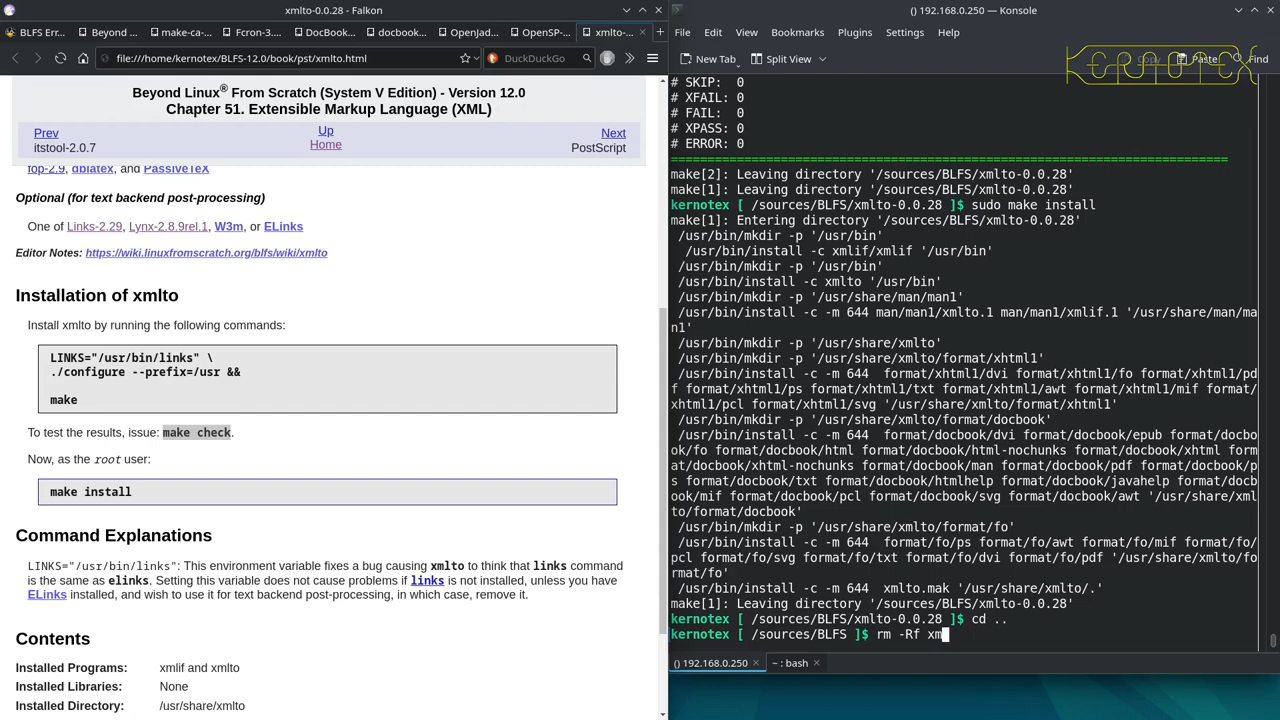 xmlto-0.0.28 - Falkon
BLFS Err...
Beyond ...
make-ca-...
Fcron-3....
DocBook...
docbook...
OpenJad...
OpenSP-...
xmlto-...
file:///home/kernotex/BLFS-12.0/book/pst/xmlto.html
DuckDuckGo
Beyond Linux® From Scratch (System V Edition) - Version 12.0
Chapter 51. Extensible Markup Language (XML)
Prev
Up
Next
itstool-2.0.7
Home
PostScript
fop-2.9, dblatex, and PassiveTeX
Optional (for text backend post-processing)
One of Links-2.29, Lynx-2.8.9rel.1, W3m, or ELinks
Editor Notes: https://wiki.linuxfromscratch.org/blfs/wiki/xmlto
Installation of xmlto
Install xmlto by running the following commands:
LINKS="/usr/bin/links" \
./configure --prefix=/usr &&
make
To test the results, issue: make check.
Now, as the root user:
make install
Command Explanations
LINKS="/usr/bin/links": This environment variable fixes a bug causing xmlto to think that links command
is the same as elinks. Setting this variable does not cause problems if links is not installed, unless you have
ELinks installed, and wish to use it for text backend post-processing, in which case, remove it.
Contents
Installed Programs: xmlif and xmlto
Installed Libraries: None
Installed Directory: /usr/share/xmlto
() 192.168.0.250 — Konsole
File Edit View Bookmarks Plugins Settings Help
New Tab
Split View
Copy
Paste
Find
KERNOTEX
# SKIP:  0
# XFAIL: 0
# FAIL:  0
# XPASS: 0
# ERROR: 0
==========================================================================
make[2]: Leaving directory '/sources/BLFS/xmlto-0.0.28'
make[1]: Leaving directory '/sources/BLFS/xmlto-0.0.28'
kernotex [ /sources/BLFS/xmlto-0.0.28 ]$ sudo make install
make[1]: Entering directory '/sources/BLFS/xmlto-0.0.28'
/usr/bin/mkdir -p '/usr/bin'
/usr/bin/install -c xmlif/xmlif '/usr/bin'
/usr/bin/mkdir -p '/usr/bin'
/usr/bin/install -c xmlto '/usr/bin'
/usr/bin/mkdir -p '/usr/share/man/man1'
/usr/bin/install -c -m 644 man/man1/xmlto.1 man/man1/xmlif.1 '/usr/share/man/ma
n1'
/usr/bin/mkdir -p '/usr/share/xmlto'
/usr/bin/mkdir -p '/usr/share/xmlto/format/xhtml1'
/usr/bin/install -c -m 644  format/xhtml1/dvi format/xhtml1/fo format/xhtml1/pd
f format/xhtml1/ps format/xhtml1/txt format/xhtml1/awt format/xhtml1/mif format/
xhtml1/pcl format/xhtml1/svg '/usr/share/xmlto/format/xhtml1'
/usr/bin/mkdir -p '/usr/share/xmlto/format/docbook'
/usr/bin/install -c -m 644  format/docbook/dvi format/docbook/epub format/docbo
ok/fo format/docbook/html format/docbook/html-nochunks format/docbook/xhtml form
at/docbook/xhtml-nochunks format/docbook/man format/docbook/pdf format/docbook/p
s format/docbook/txt format/docbook/htmlhelp format/docbook/javahelp format/docb
ook/mif format/docbook/pcl format/docbook/svg format/docbook/awt '/usr/share/xml
to/format/docbook'
/usr/bin/mkdir -p '/usr/share/xmlto/format/fo'
/usr/bin/install -c -m 644  format/fo/ps format/fo/awt format/fo/mif format/fo/
pcl format/fo/svg format/fo/txt format/fo/dvi format/fo/pdf '/usr/share/xmlto/fo
rmat/fo'
/usr/bin/install -c -m 644  xmlto.mak '/usr/share/xmlto/.'
make[1]: Leaving directory '/sources/BLFS/xmlto-0.0.28'
kernotex [ /sources/BLFS/xmlto-0.0.28 ]$ cd ..
kernotex [ /sources/BLFS ]$ rm -Rf xm
() 192.168.0.250
~ : bash